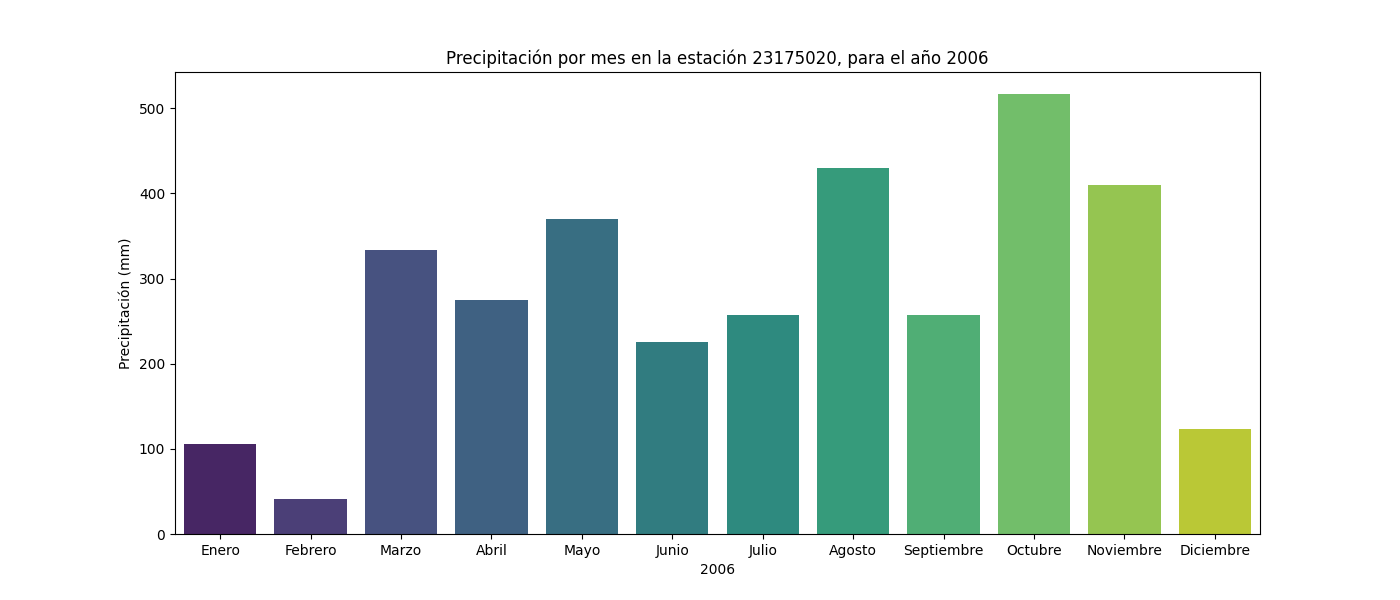 Precipitación por mes en la estación 23175020, para el año 2006
Precipitación (mm)
500
400
300
200
100
0
Enero Febrero Marzo Abril Mayo Junio Julio Agosto Septiembre Octubre Noviembre Diciembre
2006